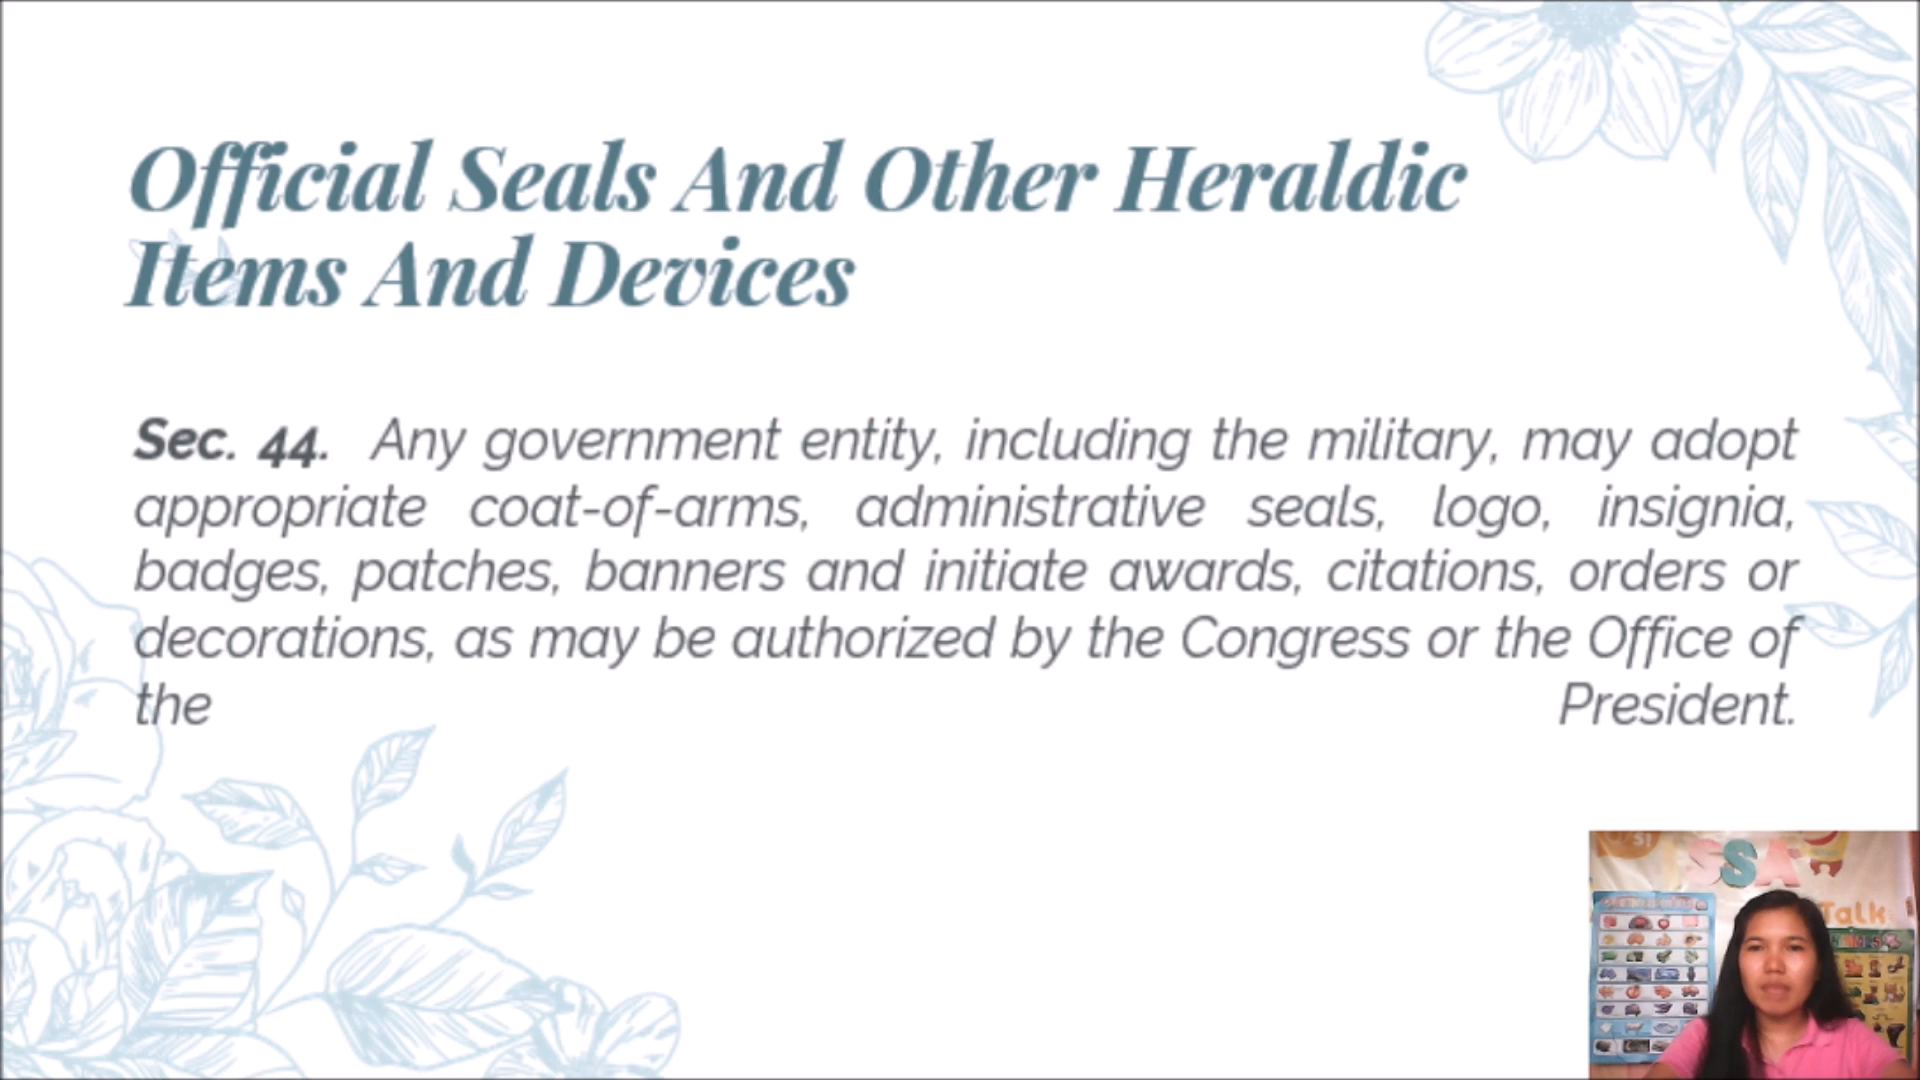 Official Seals And Other Heraldic
Items And Devices
Sec. 44. Any government entity, including the military, may adopt
appropriate coat-of-arms, administrative seals, logo, insignia,
badges, patches, banners and initiate awards, citations, orders or
decorations, as may be authorized by the Congress or the Office of
the President.
SSA
Talk